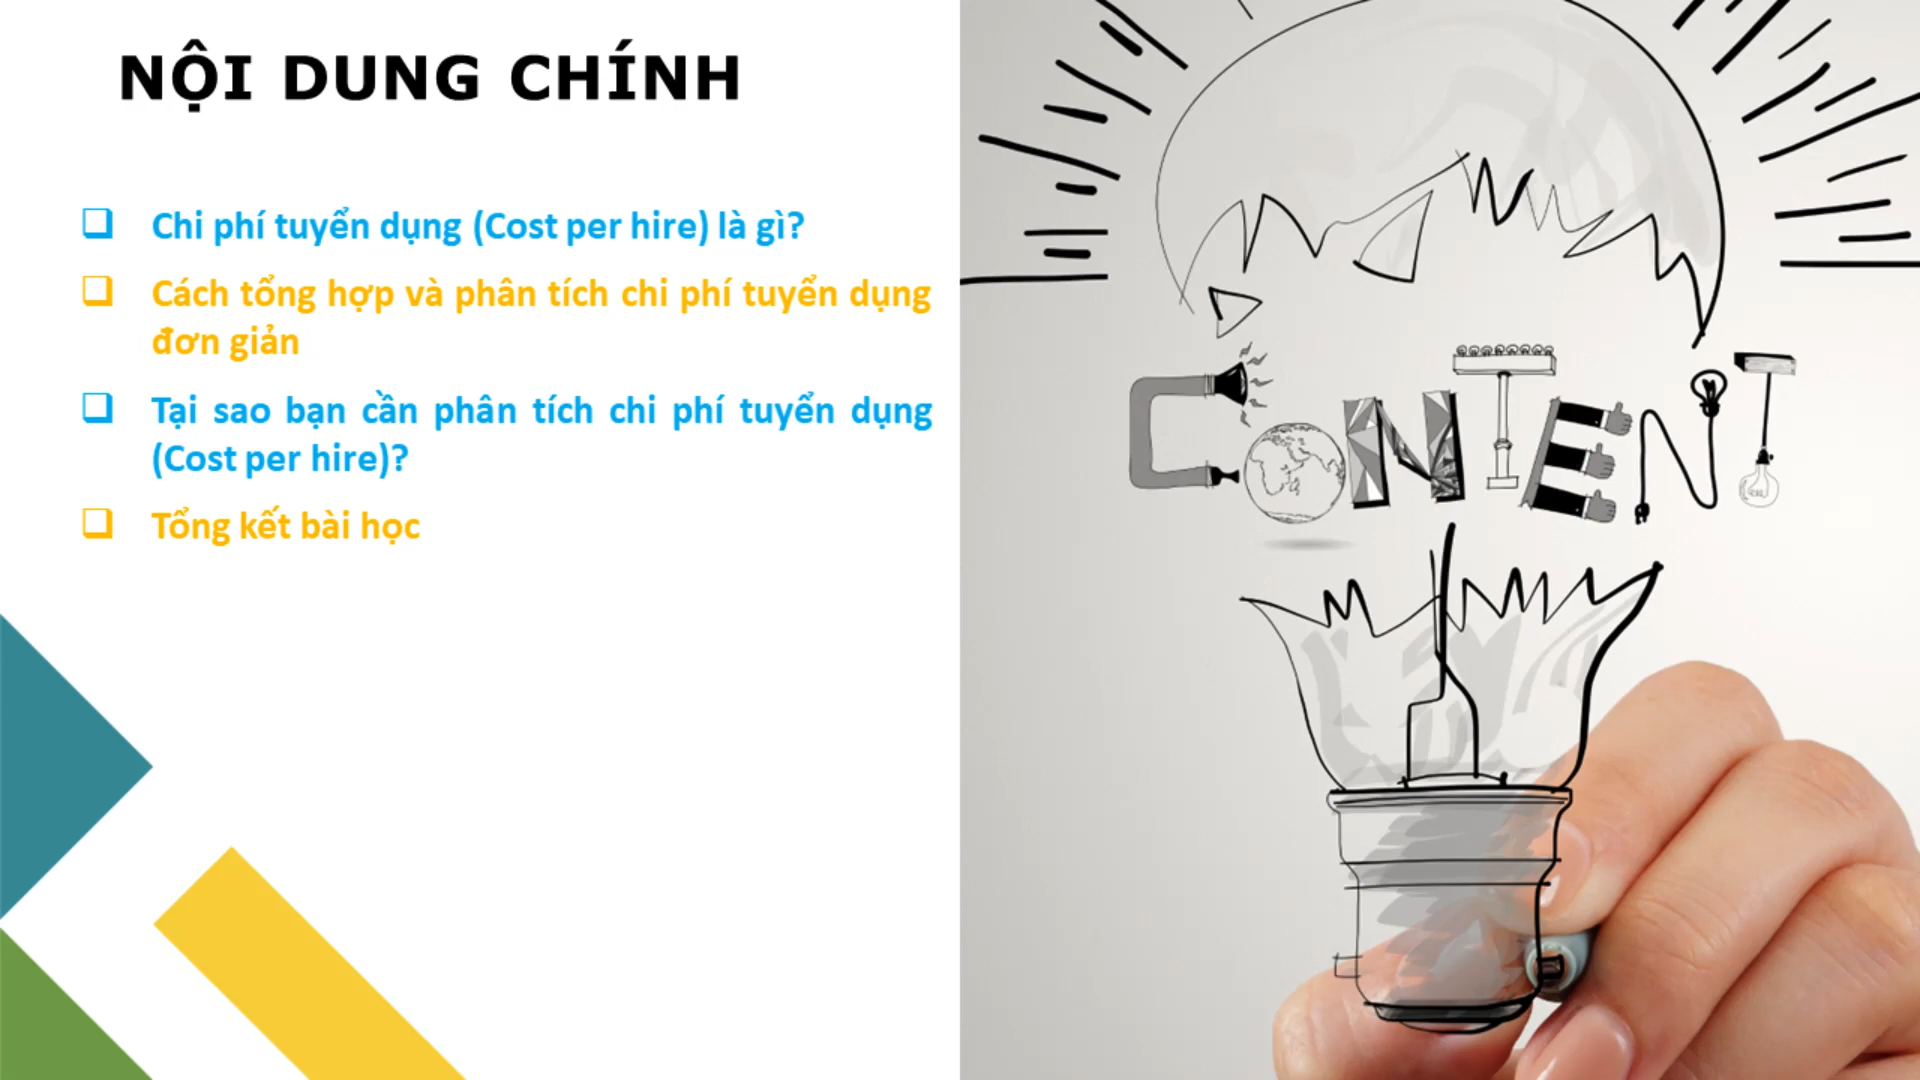 NỘI DUNG CHÍNH
❑ Chi phí tuyển dụng (Cost per hire) là gì?
❑ Cách tổng hợp và phân tích chi phí tuyển dụng
đơn giản
❑ Tại sao bạn cần phân tích chi phí tuyển dụng
(Cost per hire)?
❑ Tổng kết bài học
CONTENT